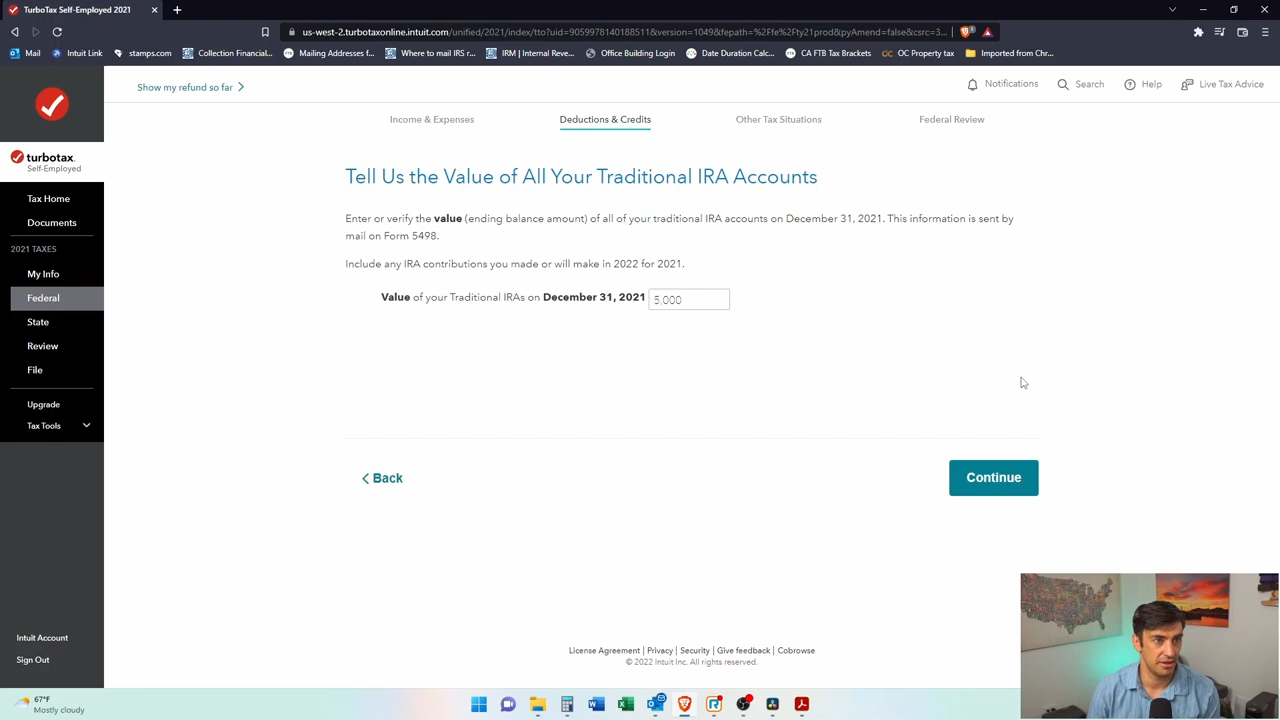 TurboTax Self-Employed 2021
us-west-2.turbotaxonline.intuit.com/unified/2021/index/tto?uid=9059978140188511&version=1049&fepath=%2Ffe%2Fty21prod&pyAmend=false&csrc=3...
Mail
Intuit Link
stamps.com
Collection Financial...
Mailing Addresses f...
Where to mail IRS r...
IRM | Internal Reve...
Office Building Login
Date Duration Calc...
CA FTB Tax Brackets
OC Property tax
Imported from Chr...
Show my refund so far
Notifications
Search
Help
Live Tax Advice
Income & Expenses
Deductions & Credits
Other Tax Situations
Federal Review
turbotax
Self-Employed
Tax Home
Documents
2021 TAXES
My Info
Federal
State
Review
File
Upgrade
Tax Tools
Intuit Account
Sign Out
Tell Us the Value of All Your Traditional IRA Accounts
Enter or verify the value (ending balance amount) of all of your traditional IRA accounts on December 31, 2021. This information is sent by
mail on Form 5498.
Include any IRA contributions you made or will make in 2022 for 2021.
Value of your Traditional IRAs on December 31, 2021 5,000
Back
Continue
License Agreement | Privacy | Security | Give feedback | Cobrowse
© 2022 Intuit Inc. All rights reserved.
67°F
Mostly cloudy